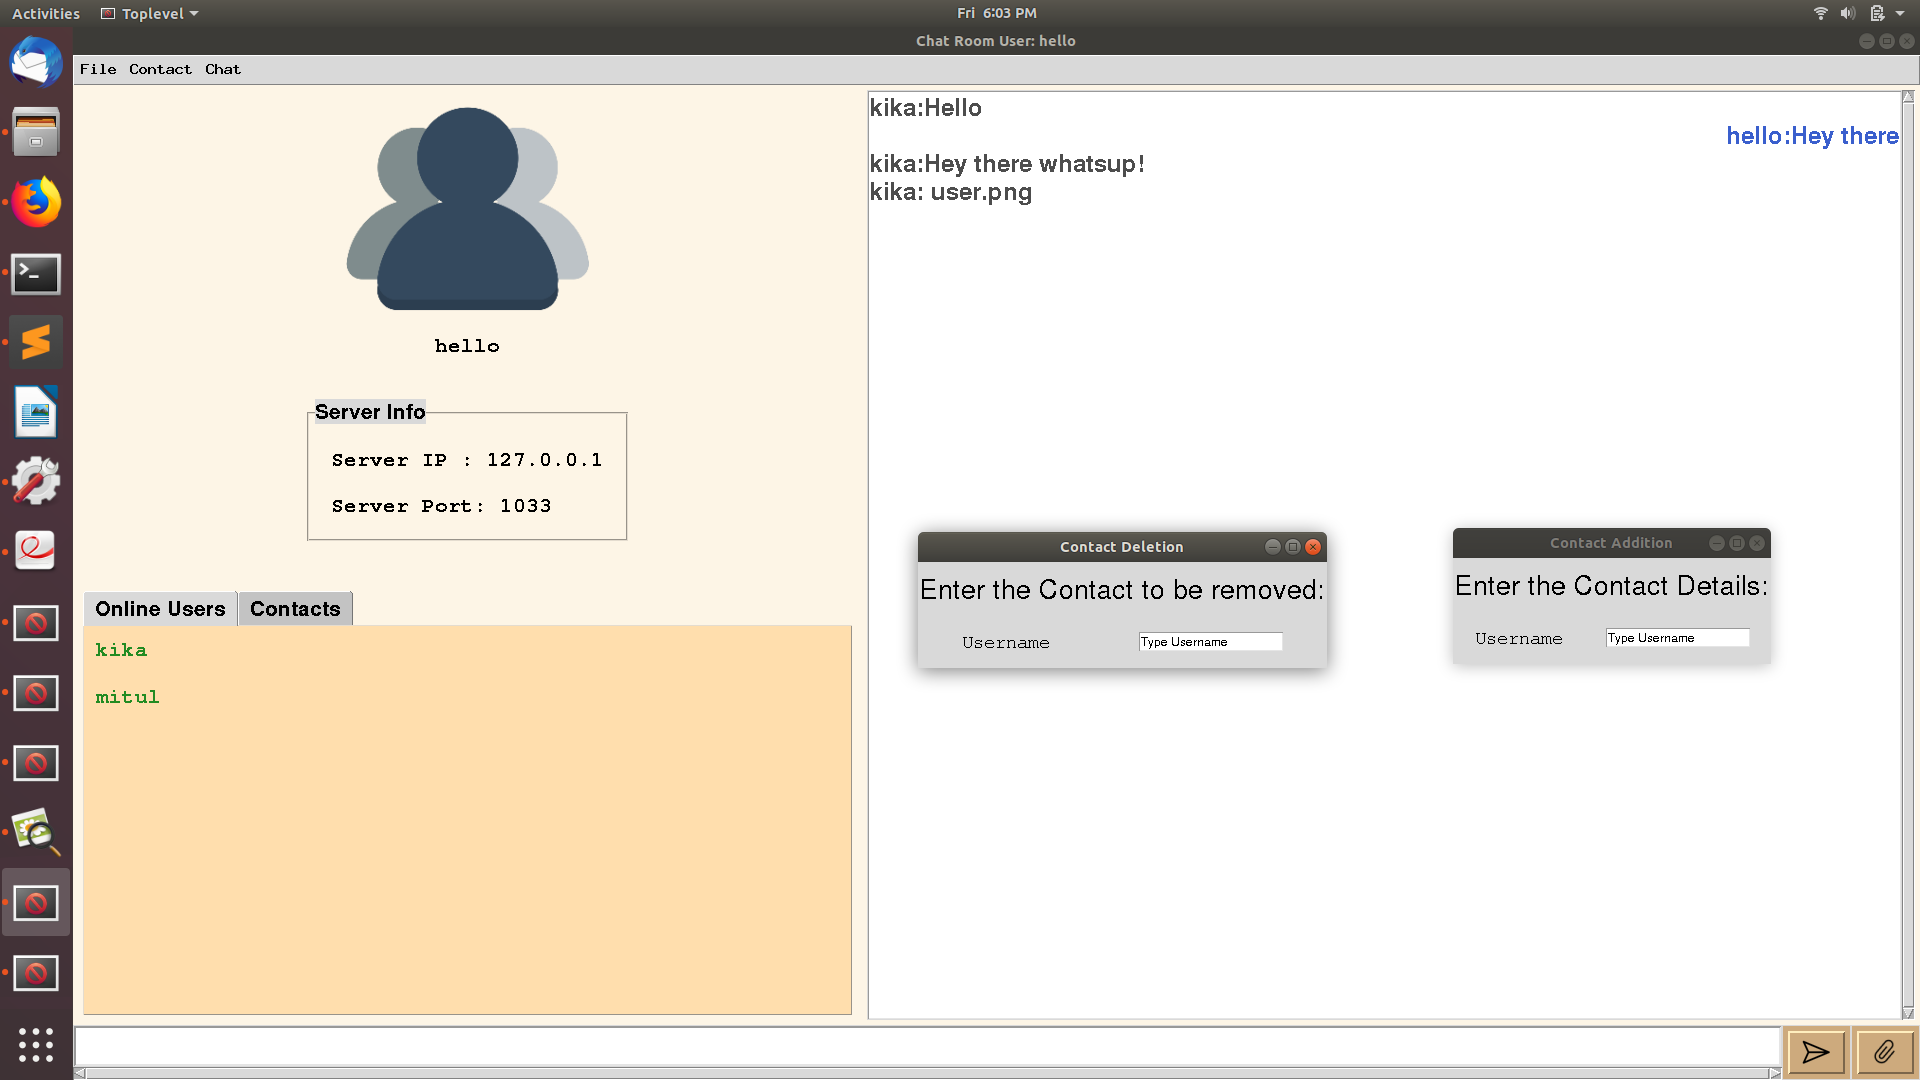 Activities Toplevel Fri 6:03 PM
Chat Room User: hello
File Contact Chat
hello
Server Info
Server IP : 127.0.0.1
Server Port: 1033
Online Users Contacts
kika
mitul
kika:Hello
hello:Hey there
kika:Hey there whatsup!
kika: user.png
Contact Deletion
Enter the Contact to be removed:
Username Type Username
Contact Addition
Enter the Contact Details:
Username Type Username